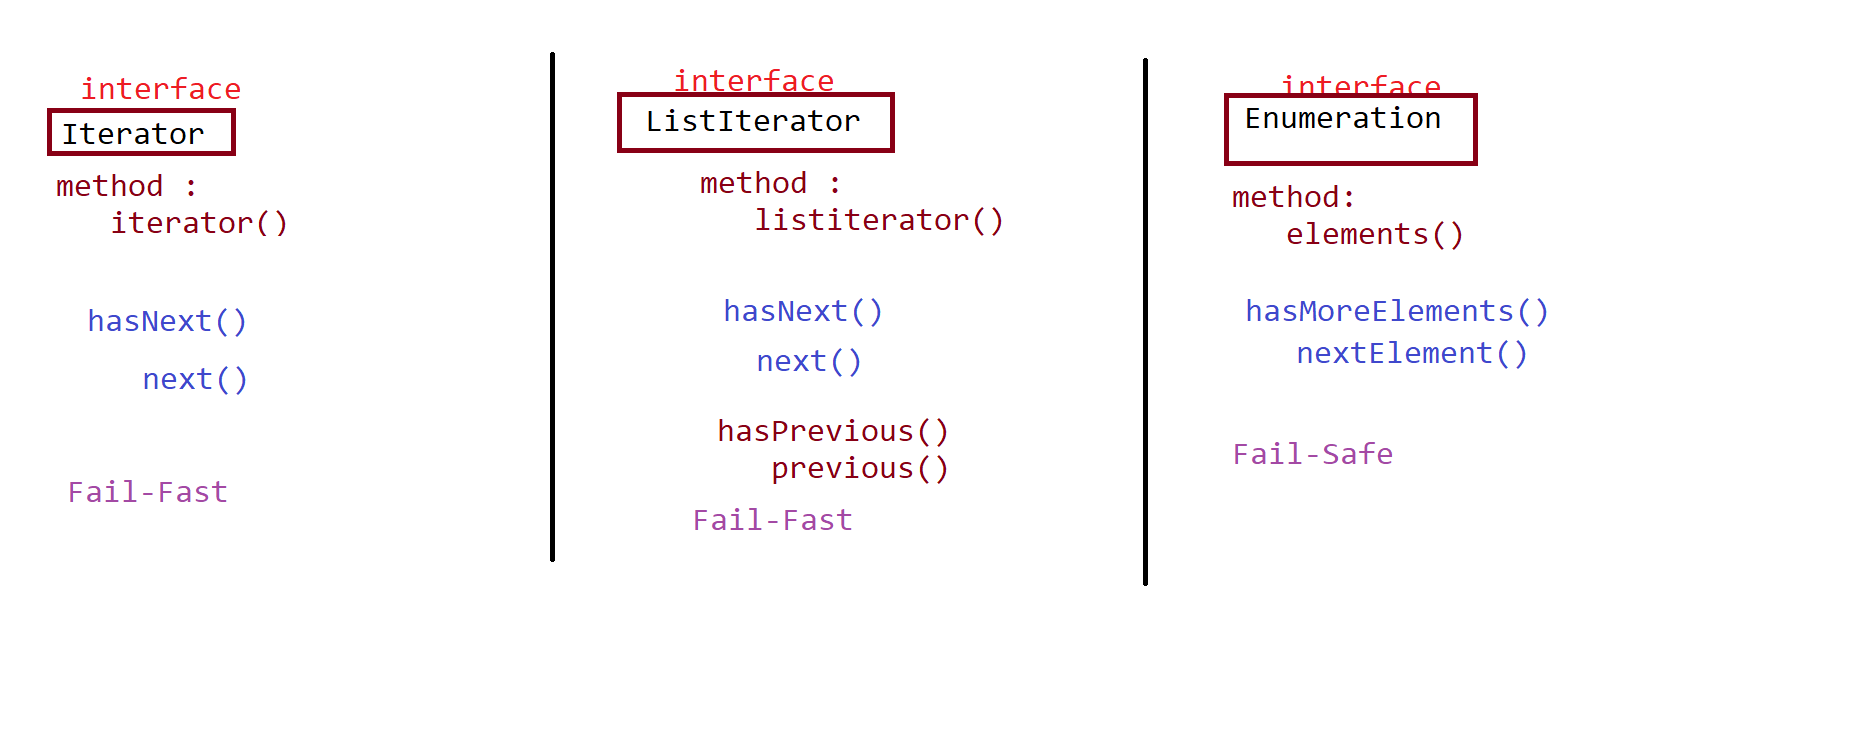 interface
Iterator
method :
iterator()
hasNext()
next()
Fail-Fast
interface
ListIterator
method :
listiterator()
hasNext()
next()
hasPrevious()
previous()
Fail-Fast
interface
Enumeration
method:
elements()
hasMoreElements()
nextElement()
Fail-Safe